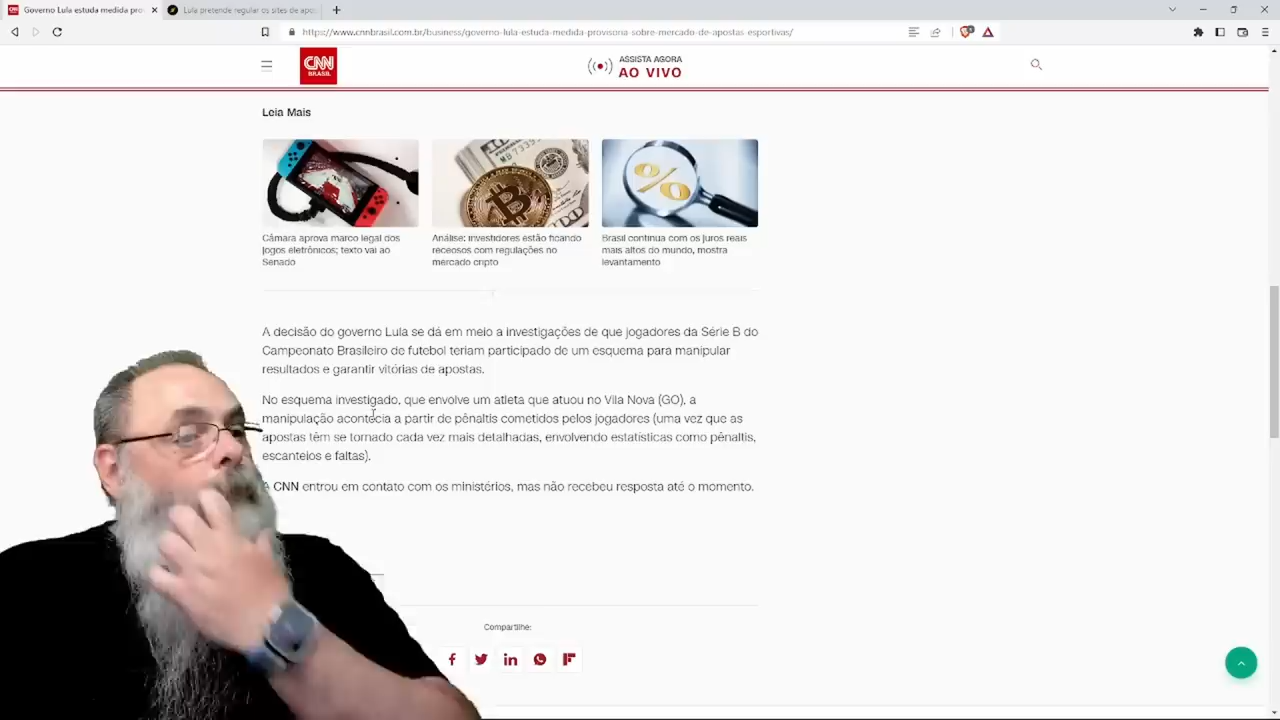 Governo Lula estuda medida pro
Lula pretende regular os sites de apos
https://www.cnnbrasil.com.br/business/governo-lula-estuda-medida-provisoria-sobre-mercado-de-apostas-esportivas/
CNN
BRASIL
ASSISTA AGORA
AO VIVO
Leia Mais
Câmara aprova marco legal dos
jogos eletrônicos; texto vai ao
Senado
Análise: investidores estão ficando
receosos com regulações no
mercado cripto
Brasil continua com os juros reais
mais altos do mundo, mostra
levantamento
A decisão do governo Lula se dá em meio a investigações de que jogadores da Série B do
Campeonato Brasileiro de futebol teriam participado de um esquema para manipular
resultados e garantir vitórias de apostas.
No esquema investigado, que envolve um atleta que atuou no Vila Nova (GO), a
manipulação acontecia a partir de pênaltis cometidos pelos jogadores (uma vez que as
apostas têm se tornado cada vez mais detalhadas, envolvendo estatísticas como pênaltis,
escanteios e faltas).
A CNN entrou em contato com os ministérios, mas não recebeu resposta até o momento.
Compartilhe: